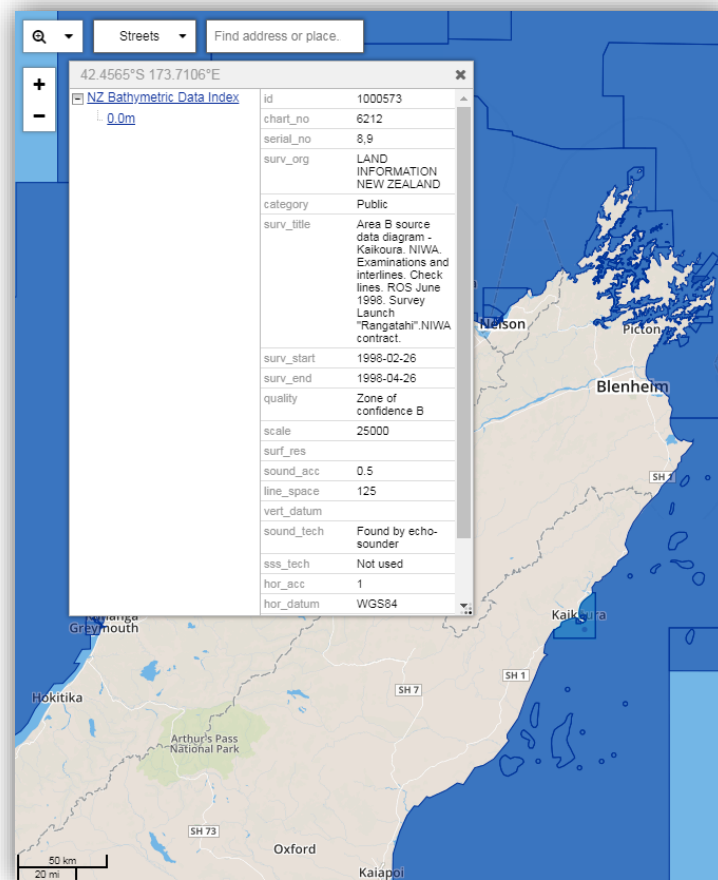 Streets
Find address or place.
42.4565°S 173.7106°E
+
−
NZ Bathymetric Data Index
0.0m
id 1000573
chart_no 6212
serial_no 8,9
surv_org LAND
INFORMATION
NEW ZEALAND
category Public
surv_title Area B source
data diagram -
Kaikoura. NIWA.
Examinations and
interlines. Check
lines. ROS June
1998. Survey
Launch
"Rangatahi".NIWA
contract.
surv_start 1998-02-26
surv_end 1998-04-26
quality Zone of
confidence B
scale 25000
surf_res
sound_acc 0.5
line_space 125
vert_datum
sound_tech Found by echo-
sounder
sss_tech Not used
hor_acc 1
hor_datum WGS84
Nelson
Picton
Blenheim
SH 1
Kaikoura
Greymouth
SH 7
SH 1
Hokitika
Arthur's Pass
National Park
SH 73
Oxford
Kaiapoi
50 km
20 mi